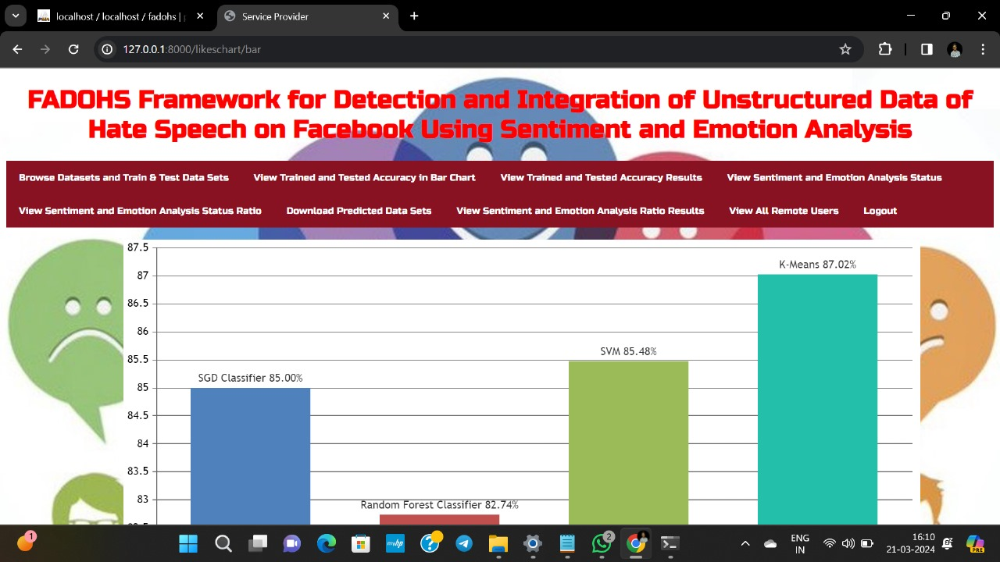 localhost / localhost / fadohs |
Service Provider
127.0.0.1:8000/likeschart/bar
FADOHS Framework for Detection and Integration of Unstructured Data of
Hate Speech on Facebook Using Sentiment and Emotion Analysis
Browse Datasets and Train & Test Data Sets
View Trained and Tested Accuracy in Bar Chart
View Trained and Tested Accuracy Results
View Sentiment and Emotion Analysis Status
View Sentiment and Emotion Analysis Status Ratio
Download Predicted Data Sets
View Sentiment and Emotion Analysis Ratio Results
View All Remote Users
Logout
87.5
K-Means 87.02%
87
86.5
86
SVM 85.48%
85.5
SGD Classifier 85.00%
85
84.5
84
83.5
83
Random Forest Classifier 82.74%
1
myhp
2
ENG
IN
16:10
21-03-2024
PRE